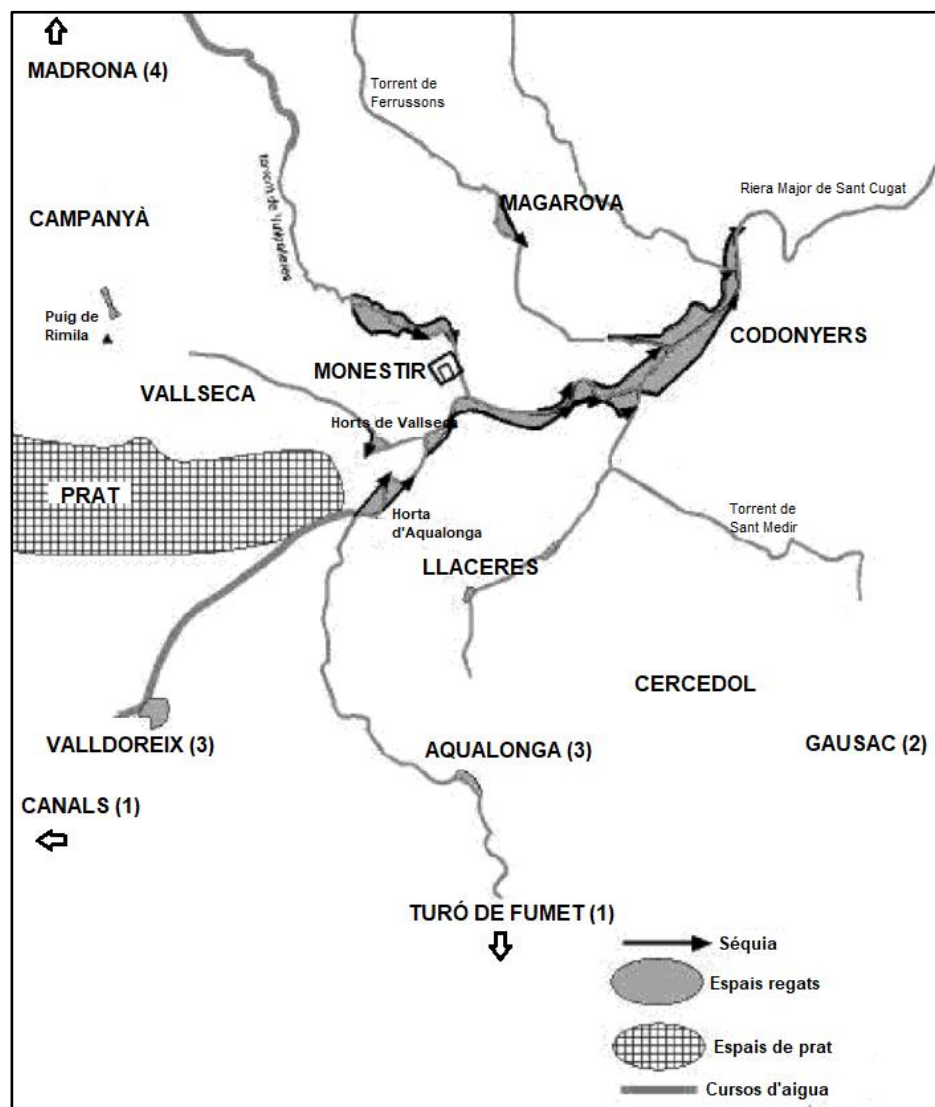 MADRONA (4)
Torrent de
Ferrussons
MAGAROVA
Riera Major de Sant Cugat
CAMPANYÀ
torrent de
Puig de
Rimila
CODONYERS
MONESTIR
VALLSECA
Horts de Vallseca
PRAT
Horta
d'Aqualonga
Torrent de
Sant Medir
LLACERES
CERCEDOL
VALLDOREIX (3)
AQUALONGA (3)
GAUSAC (2)
CANALS (1)
TURÓ DE FUMET (1)
Séquia
Espais regats
Espais de prat
Cursos d'aigua